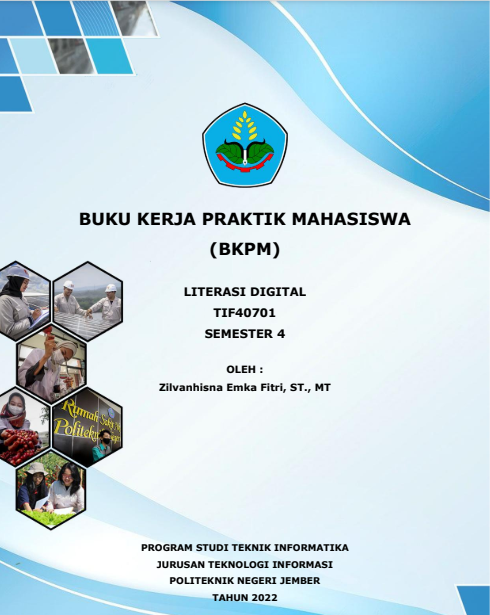 BUKU KERJA PRAKTIK MAHASISWA
(BKPM)
LITERASI DIGITAL
TIF40701
SEMESTER 4
OLEH :
Zilvanhisna Emka Fitri, ST., MT
Rumah
PROGRAM STUDI TEKNIK INFORMATIKA
JURUSAN TEKNOLOGI INFORMASI
POLITEKNIK NEGERI JEMBER
TAHUN 2022